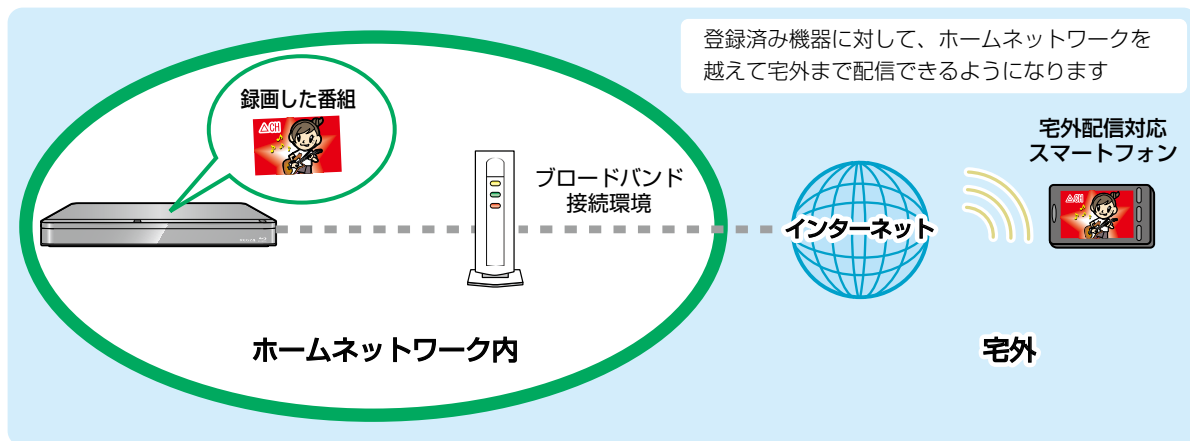 登録済み機器に対して、ホームネットワークを
越えて宅外まで配信できるようになります
録画した番組
△CH
ブロードバンド
接続環境
インターネット
宅外配信対応
スマートフォン
△CH
ホームネットワーク内
宅外